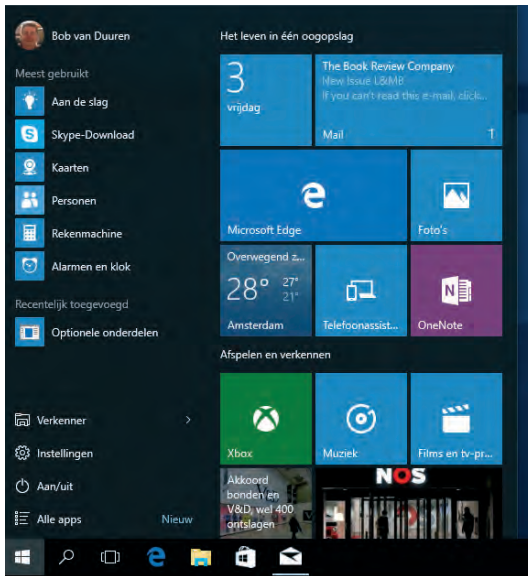 Bob van Duuren
Meest gebruikt
Aan de slag
Skype-Download
Kaarten
Personen
Rekenmachine
Alarmen en klok
Recentelijk toegevoegd
Optionele onderdelen
Verkenner
Instellingen
Aan/uit
Alle apps
Nieuw
Het leven in één oogopslag
3
vrijdag
The Book Review Company
New Issue L&MB
If you can't read this e-mail, click...
Mail
1
Microsoft Edge
Foto's
Overwegend z...
28° 27°
21°
Amsterdam
Telefoonassist...
N
OneNote
Afspelen en verkennen
Xbox
Muziek
Films en tv-pr...
Akkoord
bonden en
V&D, wel 400
ontslagen
NOS